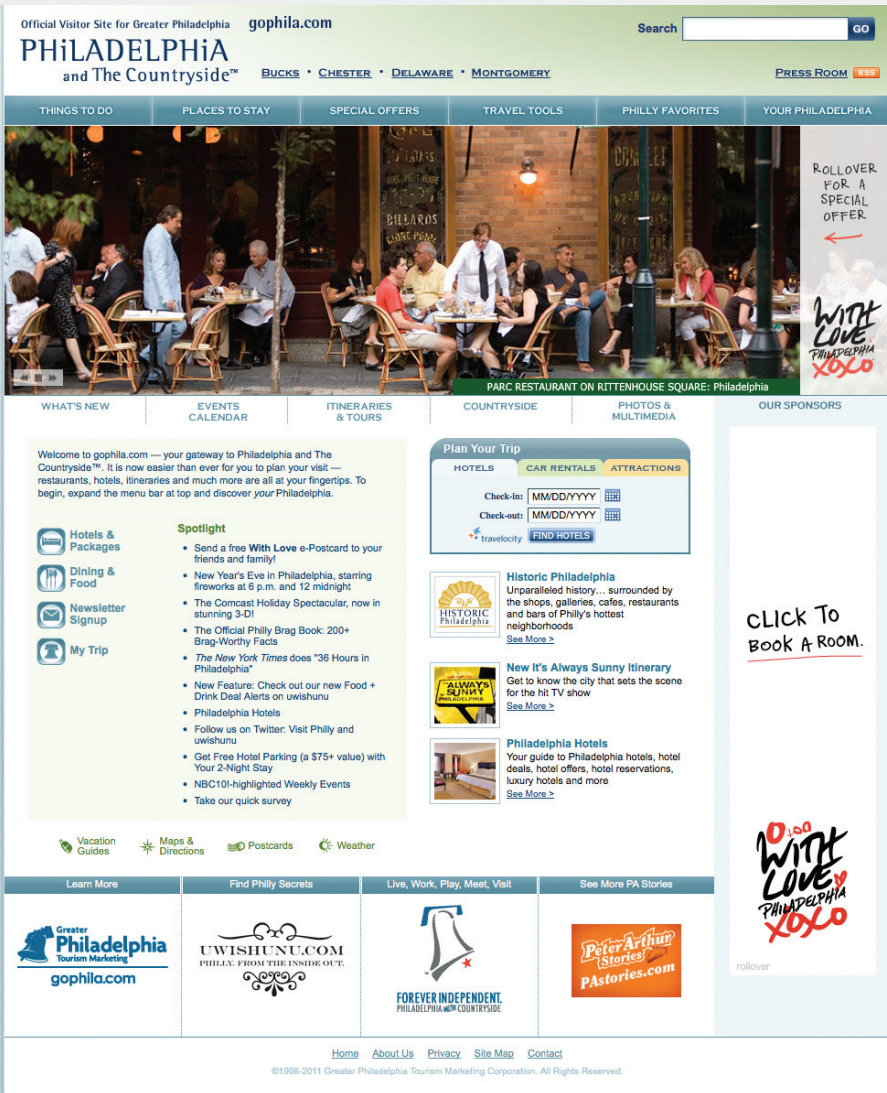 Official Visitor Site for Greater Philadelphia gophila.com
PHiLADELPHiA
and The Countryside™
BUCKS • CHESTER • DELAWARE • MONTGOMERY
Search GO
PRESS ROOM RSS
THINGS TO DO PLACES TO STAY SPECIAL OFFERS TRAVEL TOOLS PHILLY FAVORITES YOUR PHILADELPHIA
BILLARDS
ROLLOVER
FOR A
SPECIAL
OFFER
WITH
LOVE
PHILADELPHIA
XOXO
PARC RESTAURANT ON RITTENHOUSE SQUARE: Philadelphia
WHAT'S NEW
EVENTS
CALENDAR
ITINERARIES
& TOURS
COUNTRYSIDE
PHOTOS &
MULTIMEDIA
OUR SPONSORS
Welcome to gophila.com — your gateway to Philadelphia and The
Countryside™. It is now easier than ever for you to plan your visit —
restaurants, hotels, itineraries and much more are all at your fingertips. To
begin, expand the menu bar at top and discover your Philadelphia.
Hotels &
Packages
Dining &
Food
Newsletter
Signup
My Trip
Spotlight
• Send a free With Love e-Postcard to your
friends and family!
• New Year's Eve in Philadelphia, starring
fireworks at 6 p.m. and 12 midnight
• The Comcast Holiday Spectacular, now in
stunning 3-D!
• The Official Philly Brag Book: 200+
Brag-Worthy Facts
• The New York Times does "36 Hours in
Philadelphia"
• New Feature: Check out our new Food +
Drink Deal Alerts on uwishunu
• Philadelphia Hotels
• Follow us on Twitter: Visit Philly and
uwishunu
• Get Free Hotel Parking (a $75+ value) with
Your 2-Night Stay
• NBC10!-highlighted Weekly Events
• Take our quick survey
Plan Your Trip
HOTELS CAR RENTALS ATTRACTIONS
Check-in: MM/DD/YYYY
Check-out: MM/DD/YYYY
travelocity FIND HOTELS
HISTORIC
Philadelphia
Historic Philadelphia
Unparalleled history... surrounded by
the shops, galleries, cafes, restaurants
and bars of Philly's hottest
neighborhoods
See More >
ALWAYS
SUNNY
PHILADELPHIA
New It's Always Sunny Itinerary
Get to know the city that sets the scene
for the hit TV show
See More >
Philadelphia Hotels
Your guide to Philadelphia hotels, hotel
deals, hotel offers, hotel reservations,
luxury hotels and more
See More >
CLICK TO
BOOK A ROOM.
WITH
LOVE
PHILADELPHIA
XOXO
rollover
Vacation
Guides
Maps &
Directions
Postcards
Weather
Learn More Find Philly Secrets Live, Work, Play, Meet, Visit See More PA Stories
Greater
Philadelphia
Tourism Marketing
gophila.com
UWISHUNU.COM
PHILLY. FROM THE INSIDE OUT.
FOREVER INDEPENDENT.
PHILADELPHIA AND THE COUNTRYSIDE
Peter Arthur
Stories
PAstories.com
Home About Us Privacy Site Map Contact
©1998-2011 Greater Philadelphia Tourism Marketing Corporation. All Rights Reserved.